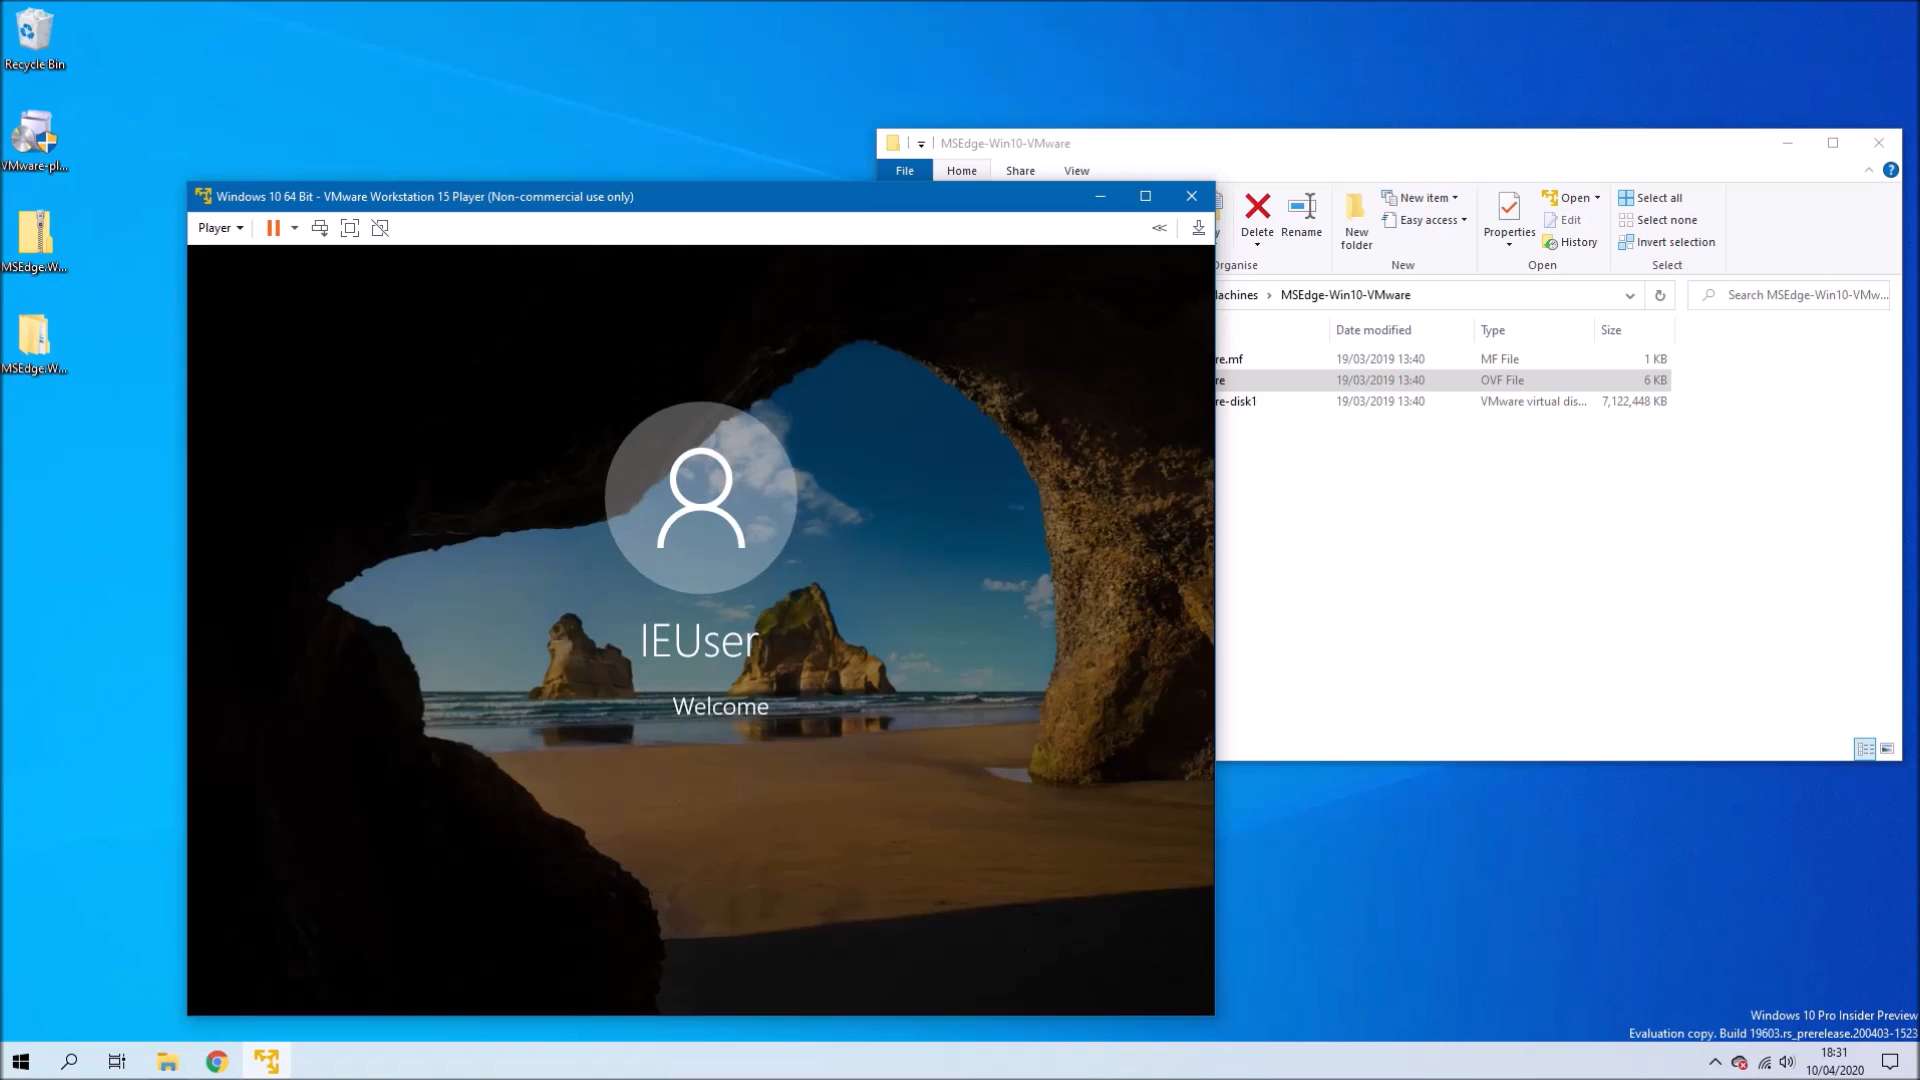 Recycle Bin
VMware-pl...
MSEdge.W...
MSEdge.W...
MSEdge-Win10-VMware
File
Home
Share
View
Windows 10 64 Bit - VMware Workstation 15 Player (Non-commercial use only)
Player
Delete
Rename
New
folder
New item
Easy access
Properties
Open
Edit
History
Select all
Select none
Invert selection
Organise
New
Open
Select
achines > MSEdge-Win10-VMware
Search MSEdge-Win10-VMw...
Date modified
Type
Size
re.mf
19/03/2019 13:40
MF File
1 KB
re
19/03/2019 13:40
OVF File
6 KB
re-disk1
19/03/2019 13:40
VMware virtual dis...
7,122,448 KB
IEUser
Welcome
Windows 10 Pro Insider Preview
Evaluation copy. Build 19603.rs_prerelease.200403-1523
18:31
10/04/2020